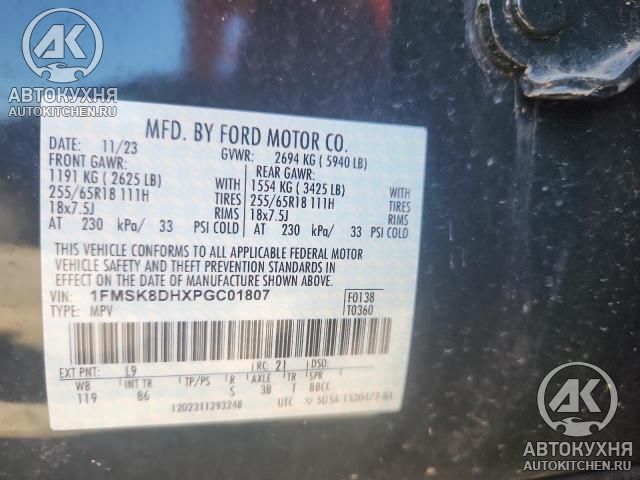 АК
АВТОКУХНЯ
AUTOKITCHEN.RU
MFD. BY FORD MOTOR CO.
DATE: 11/23 GVWR: 2694 KG ( 5940 LB)
FRONT GAWR: REAR GAWR:
1191 KG ( 2625 LB) WITH 1554 KG ( 3425 LB) WITH
255/65R18 111H TIRES 255/65R18 111H TIRES
18x7.5J RIMS 18x7.5J RIMS
AT 230 kPa/ 33 PSI COLD AT 230 kPa/ 33 PSI COLD
THIS VEHICLE CONFORMS TO ALL APPLICABLE FEDERAL MOTOR
VEHICLE SAFETY AND THEFT PREVENTION STANDARDS IN
EFFECT ON THE DATE OF MANUFACTURE SHOWN ABOVE.
VIN: 1FMSK8DHXPGC01807 F0138
TYPE: MPV T0360
EXT PNT: L9 RC: 21 DSO:
WB INT TR TP/PS R AXLE TR SPR
119 86 S 3B T BBCC
1202311293248 UTC 5USA-1520472-BA
АК
АВТОКУХНЯ
AUTOKITCHEN.RU